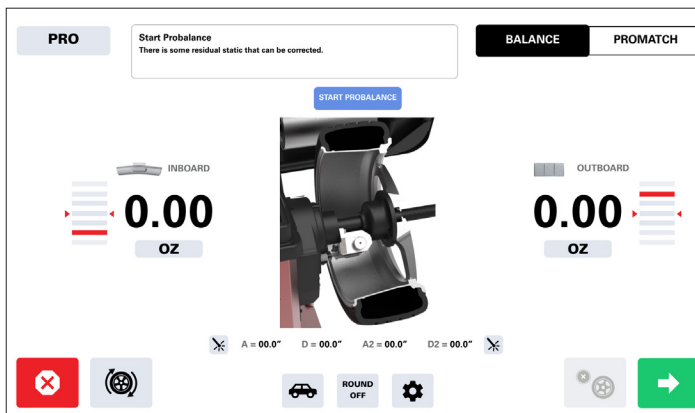 PRO
Start Probalance
There is some residual static that can be corrected.
BALANCE
PROMATCH
START PROBALANCE
INBOARD
0.00
OZ
OUTBOARD
0.00
OZ
A = 00.0"
D = 00.0"
A2 = 00.0"
D2 = 00.0"
ROUND
OFF